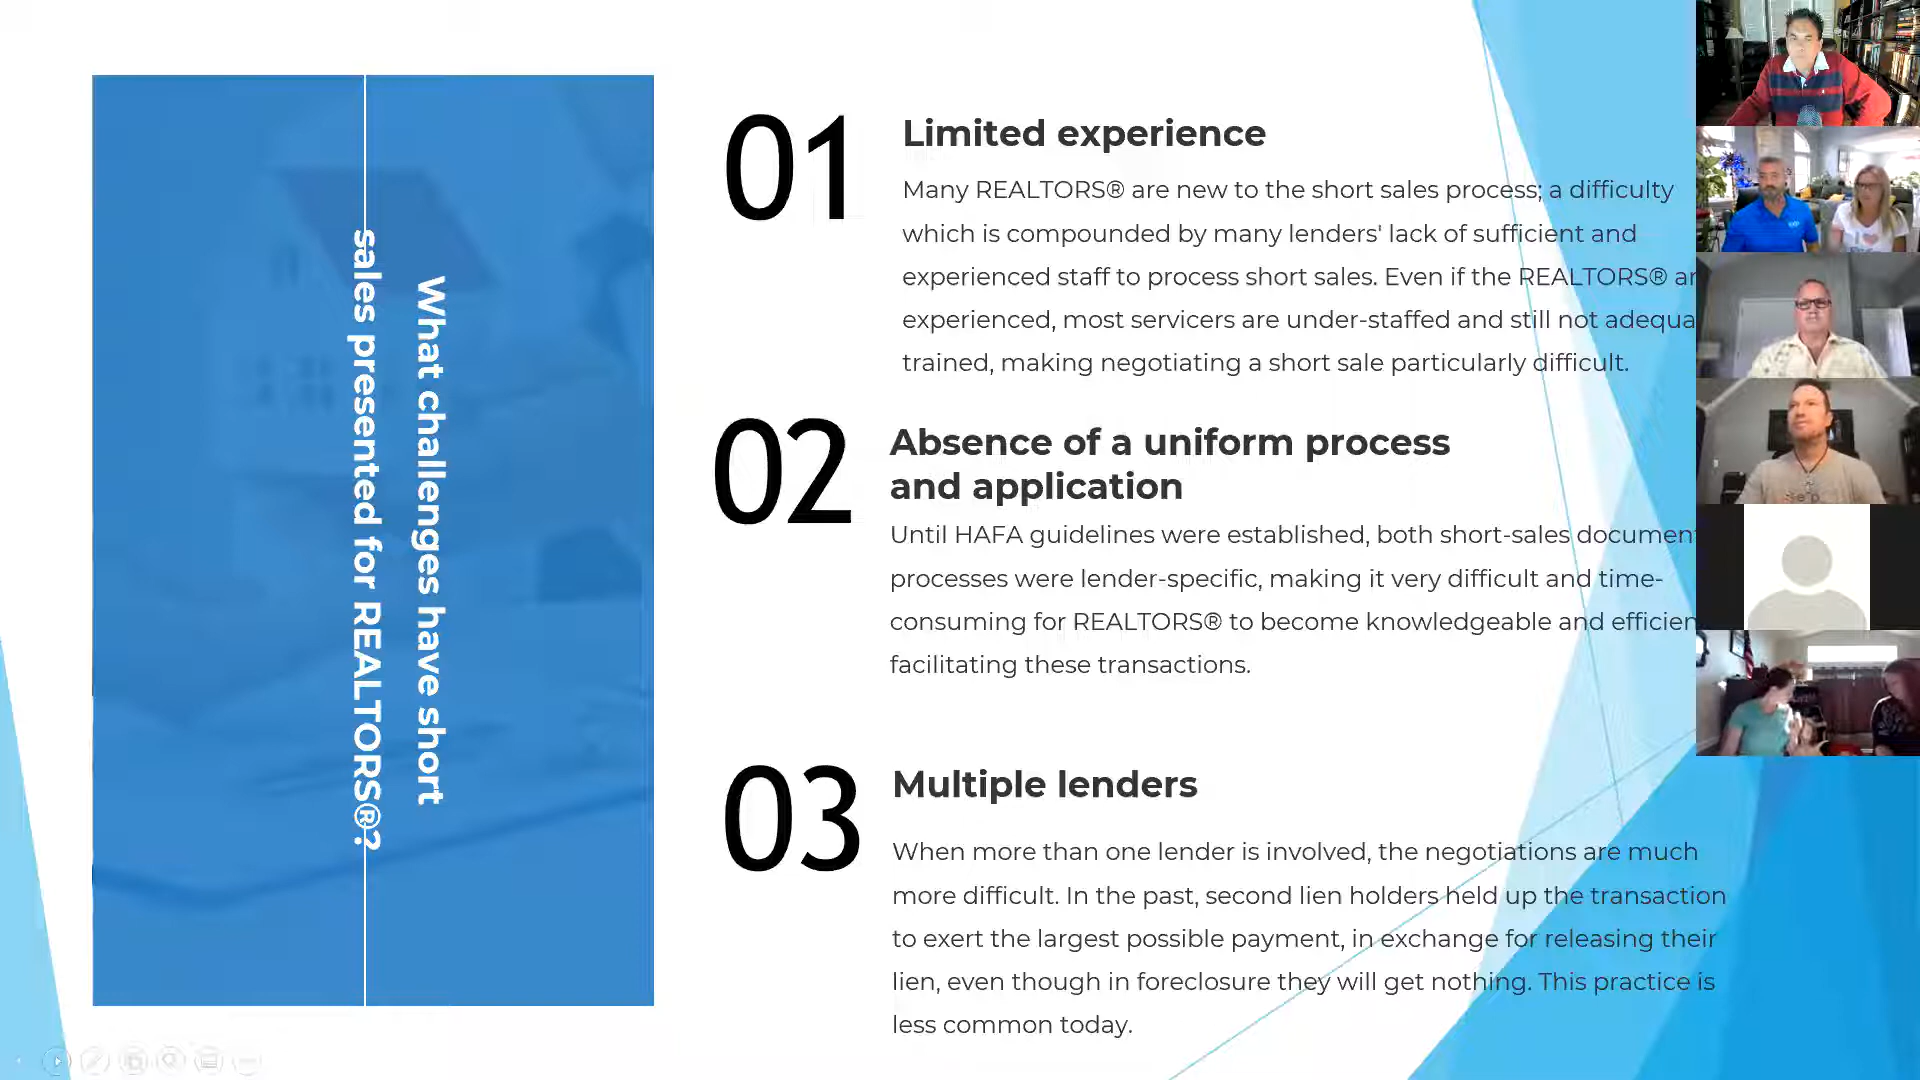 What challenges have short
sales presented for REALTORS®?
01
Limited experience
Many REALTORS® are new to the short sales process; a difficulty
which is compounded by many lenders' lack of sufficient and
experienced staff to process short sales. Even if the REALTORS®
experienced, most servicers are under-staffed and still not
trained, making negotiating a short sale particularly difficult.
02
Absence of a uniform process
and application
Until HAFA guidelines were established, both short-sales
processes were lender-specific, making it very difficult and time-
consuming for REALTORS® to become knowledgeable and
facilitating these transactions.
03
Multiple lenders
When more than one lender is involved, the negotiations are much
more difficult. In the past, second lien holders held up the transaction
to exert the largest possible payment, in exchange for releasing their
lien, even though in foreclosure they will get nothing. This practice is
less common today.